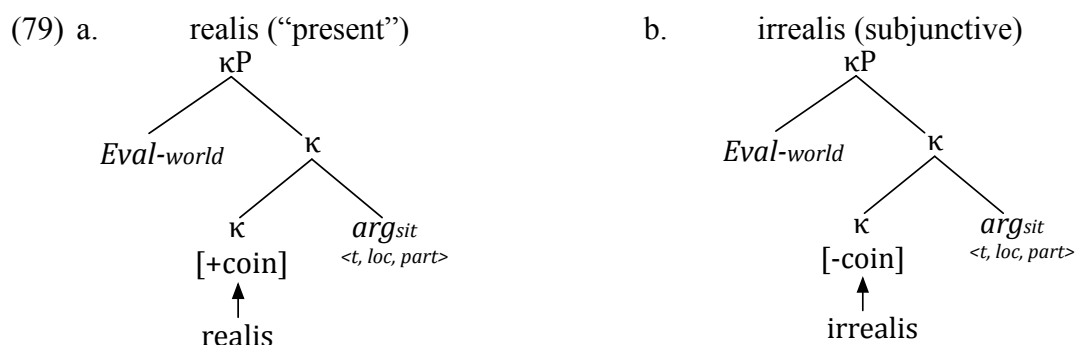 (79) a. realis (“present”) b. irrealis (subjunctive)
κP κP
Eval-world κ Eval-world κ
κ argsit κ argsit
[+coin] <t, loc, part> [-coin] <t, loc, part>
realis irrealis